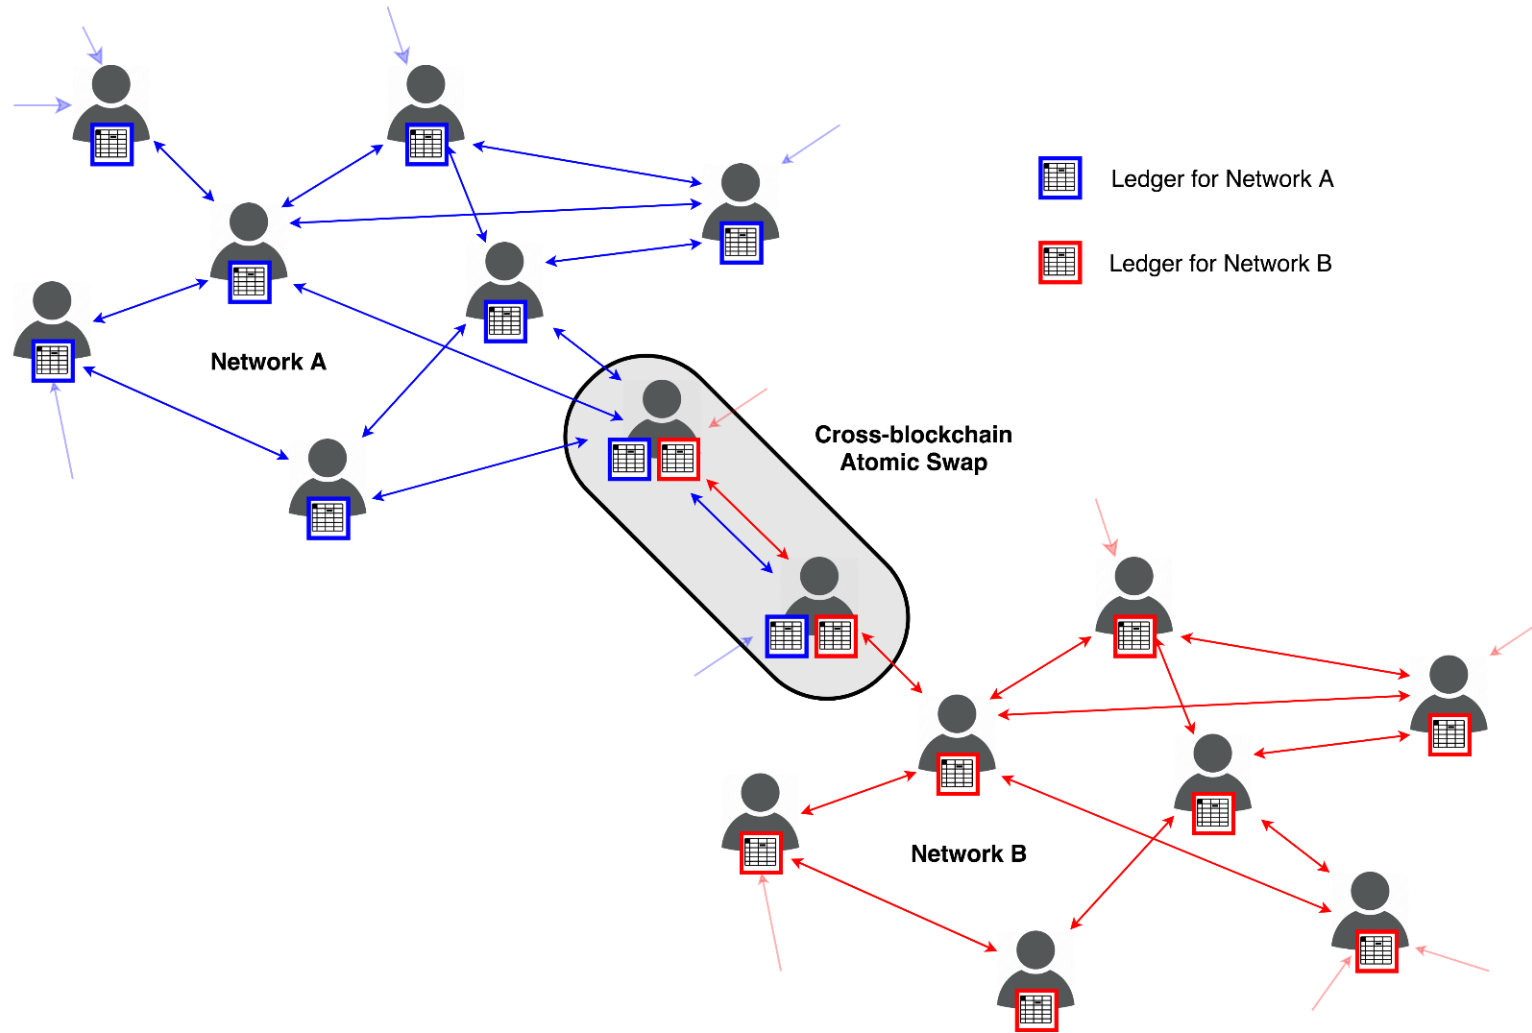 Ledger for Network A
Ledger for Network B
Network A
Cross-blockchain
Atomic Swap
Network B